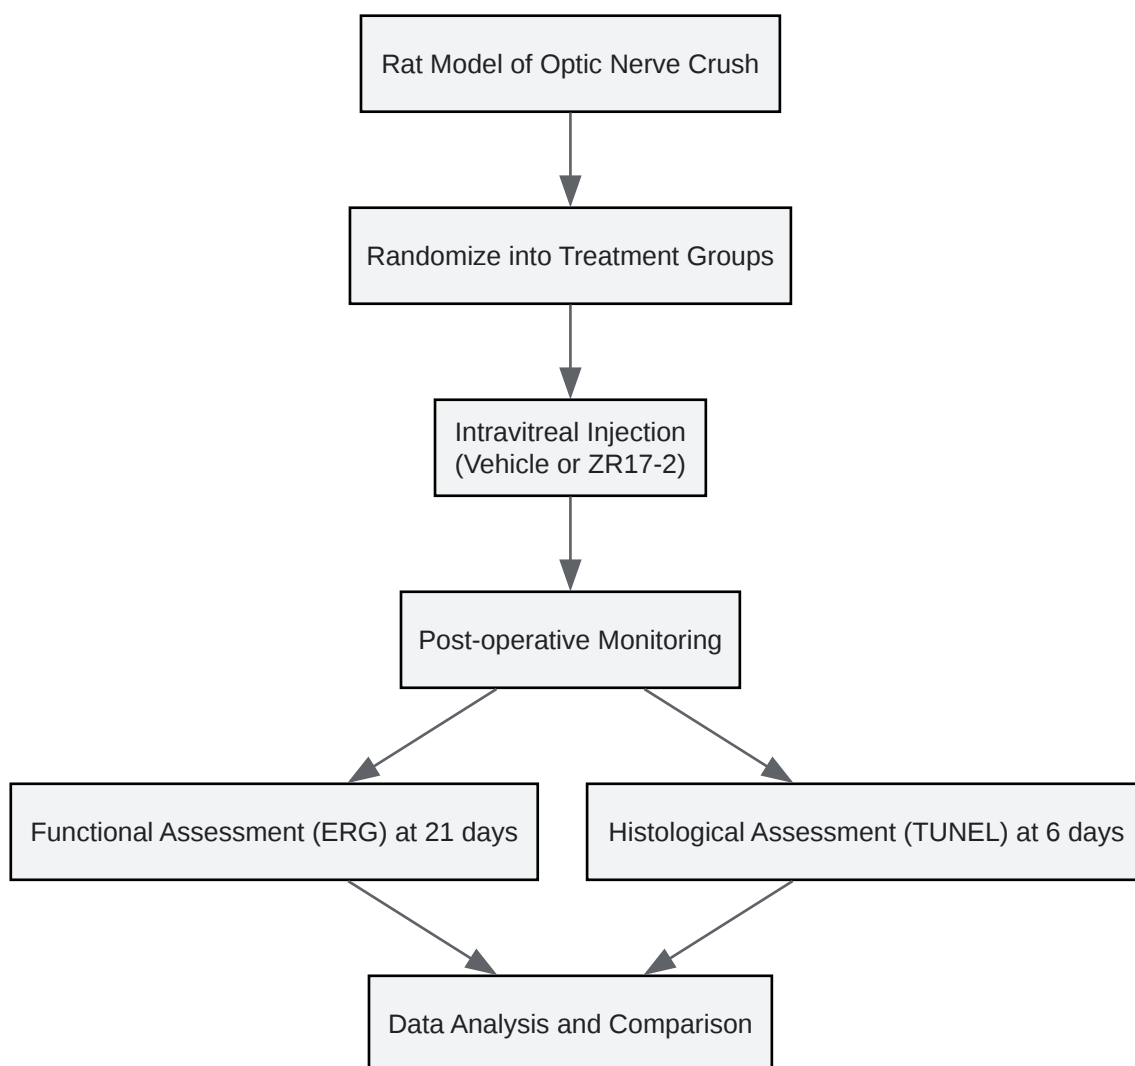 Rat Model of Optic Nerve Crush
Randomize into Treatment Groups
Intravitreal Injection
(Vehicle or ZR17-2)
Post-operative Monitoring
Functional Assessment (ERG) at 21 days
Histological Assessment (TUNEL) at 6 days
Data Analysis and Comparison